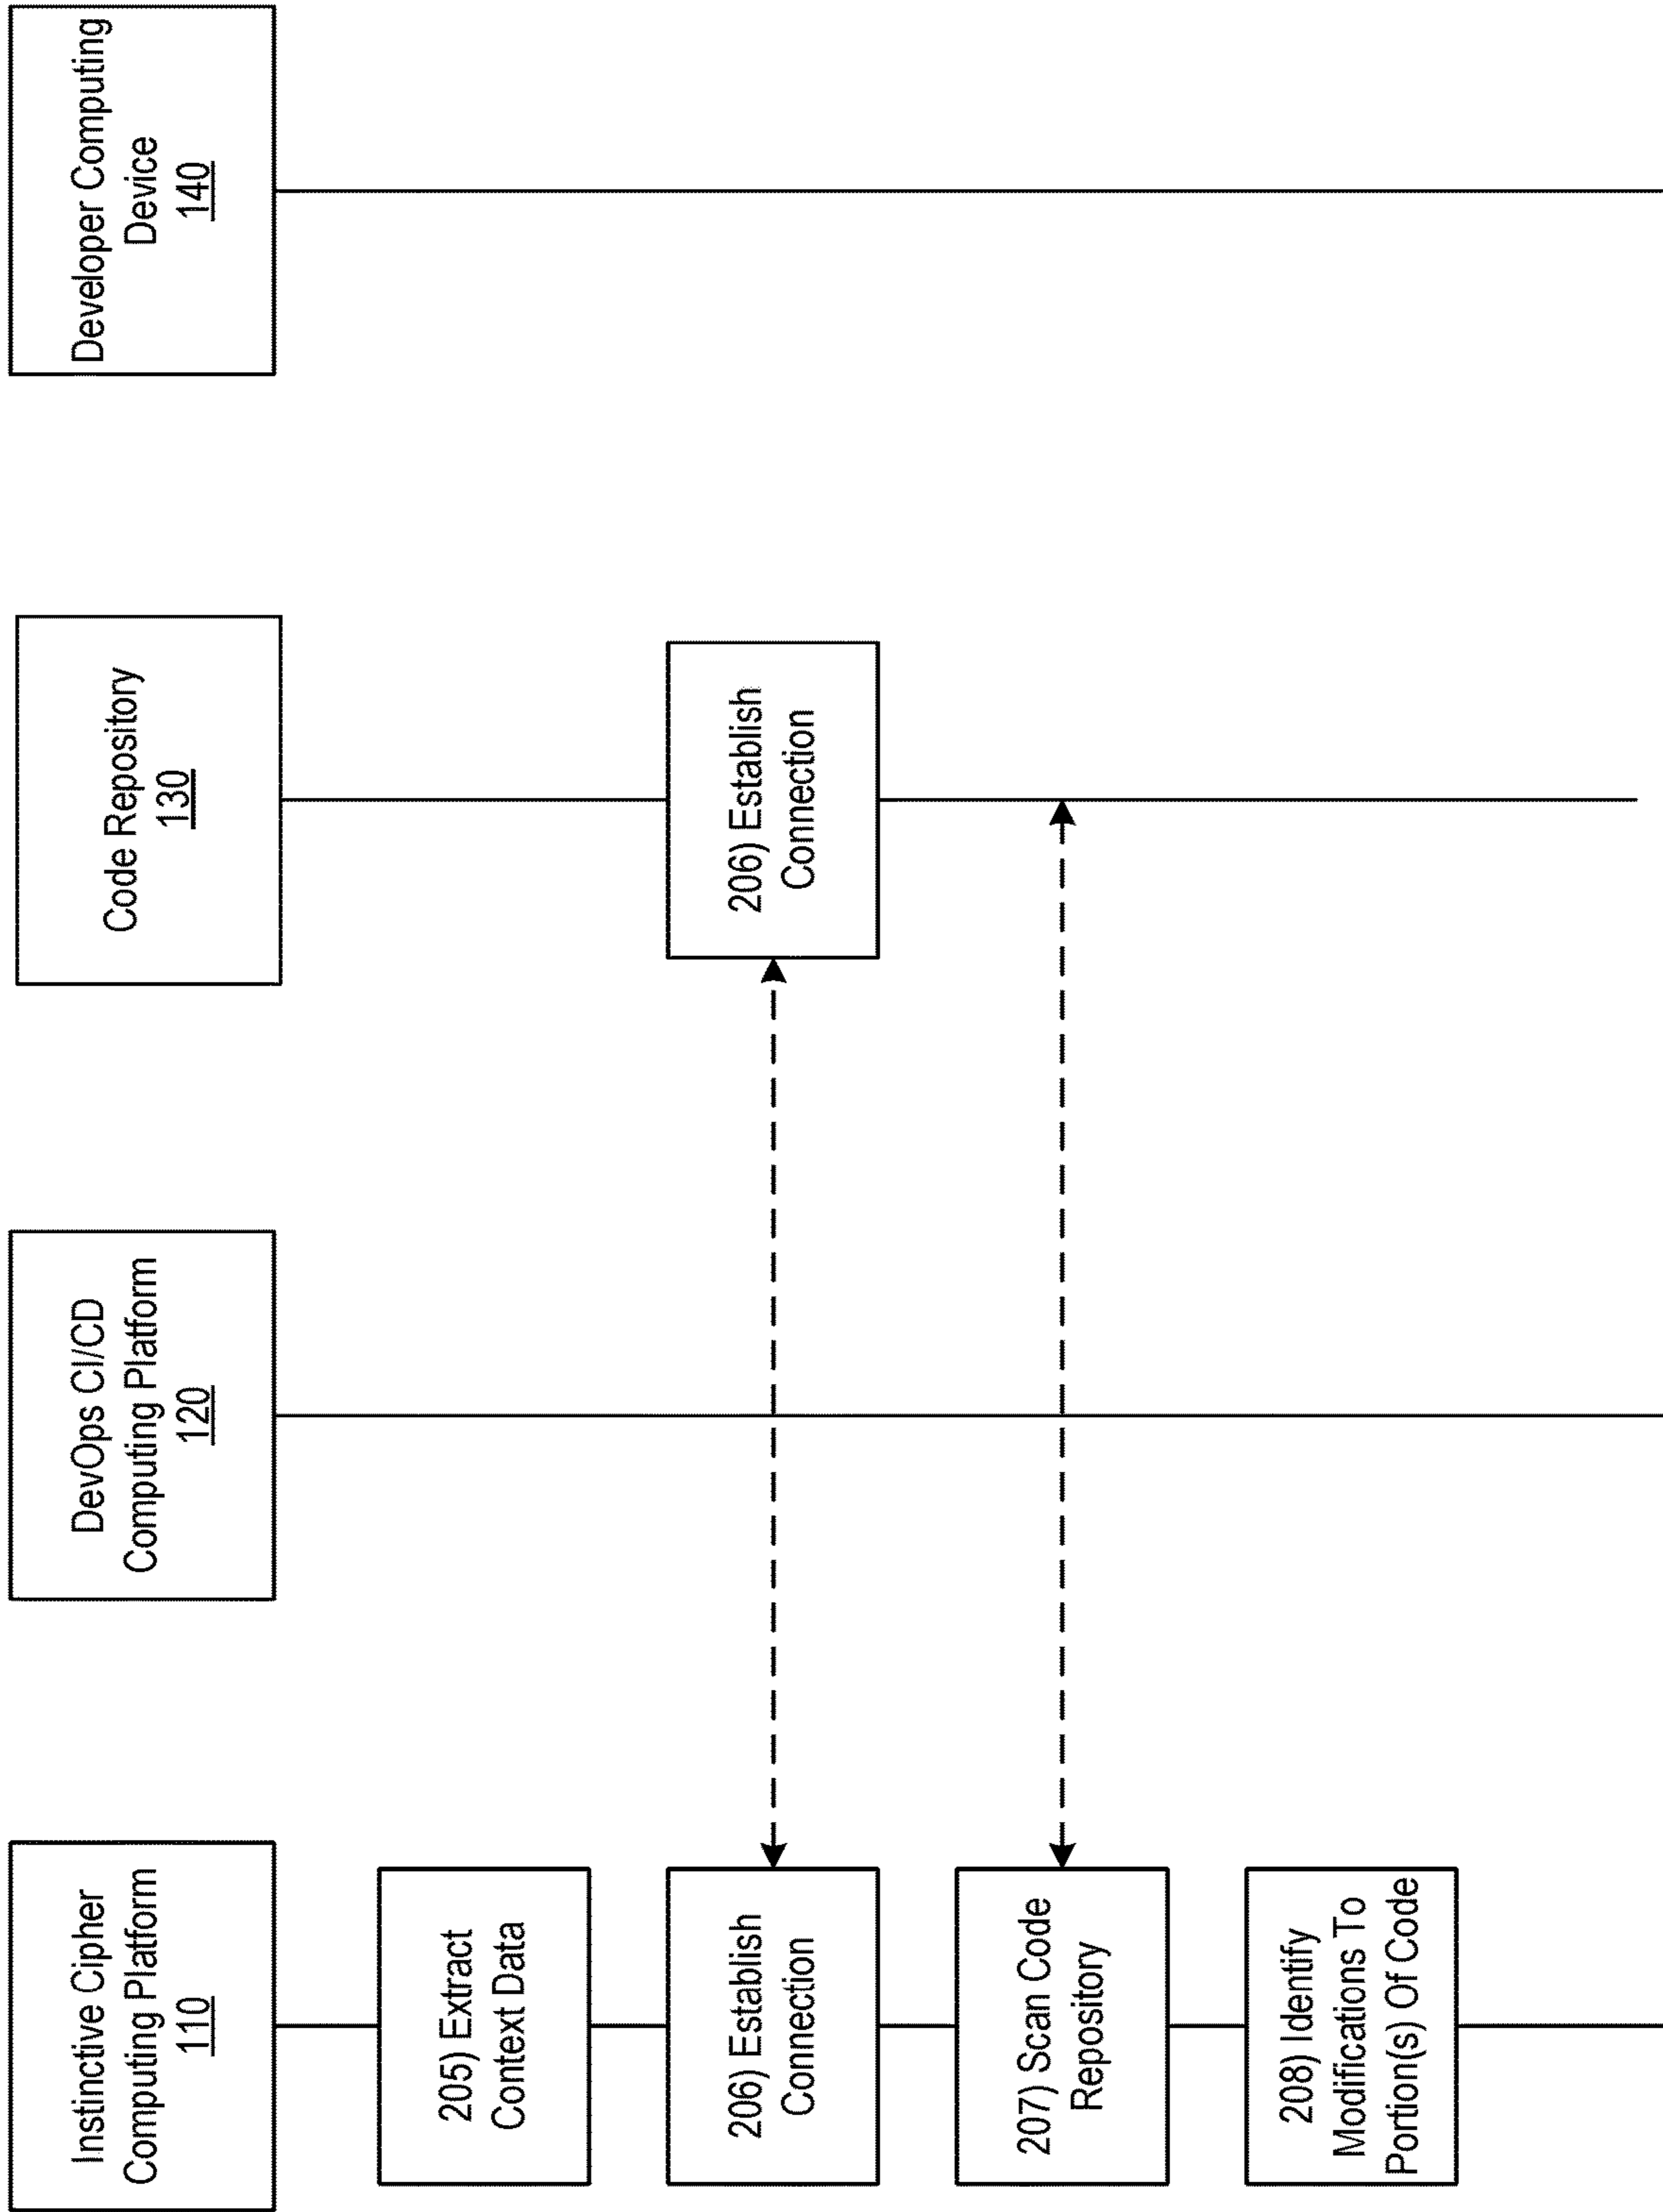 Instinctive Cipher
Computing Platform
110
DevOps CI/CD
Computing Platform
120
Code Repository
130
Developer Computing
Device
140
205) Extract
Context Data
206) Establish
Connection
206) Establish
Connection
207) Scan Code
Repository
208) Identify
Modifications To
Portion(s) Of Code